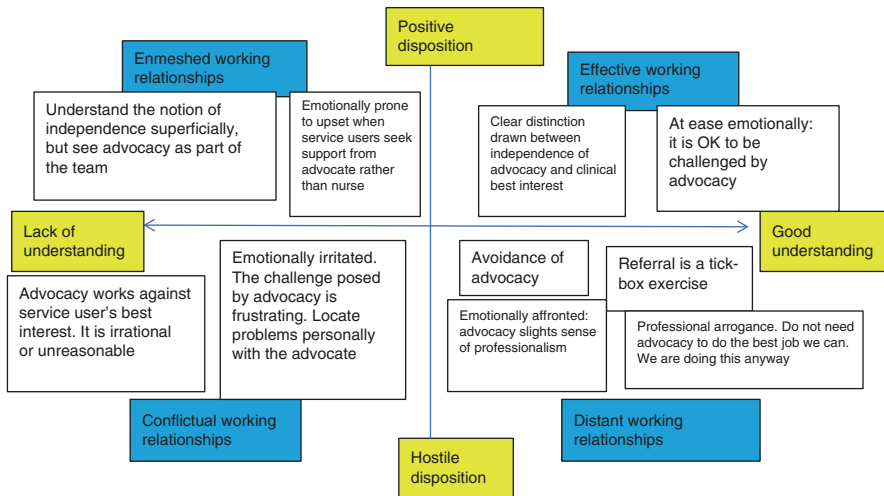 Positive
disposition
Enmeshed working
relationships
Effective working
relationships
Understand the notion of
independence superficially,
but see advocacy as part of
the team
Emotionally prone
to upset when
service users seek
support from
advocate rather
than nurse
Clear distinction
drawn between
independence of
advocacy and clinical
best interest
At ease emotionally:
it is OK to be
challenged by
advocacy
Lack of
understanding
Good
understanding
Advocacy works against
service user's best
interest. It is irrational
or unreasonable
Emotionally irritated.
The challenge posed
by advocacy is
frustrating. Locate
problems personally
with the advocate
Avoidance of
advocacy
Referral is a tick-
box exercise
Emotionally affronted:
advocacy slights sense
of professionalism
Professional arrogance. Do not need
advocacy to do the best job we can.
We are doing this anyway
Conflictual working
relationships
Distant working
relationships
Hostile
disposition